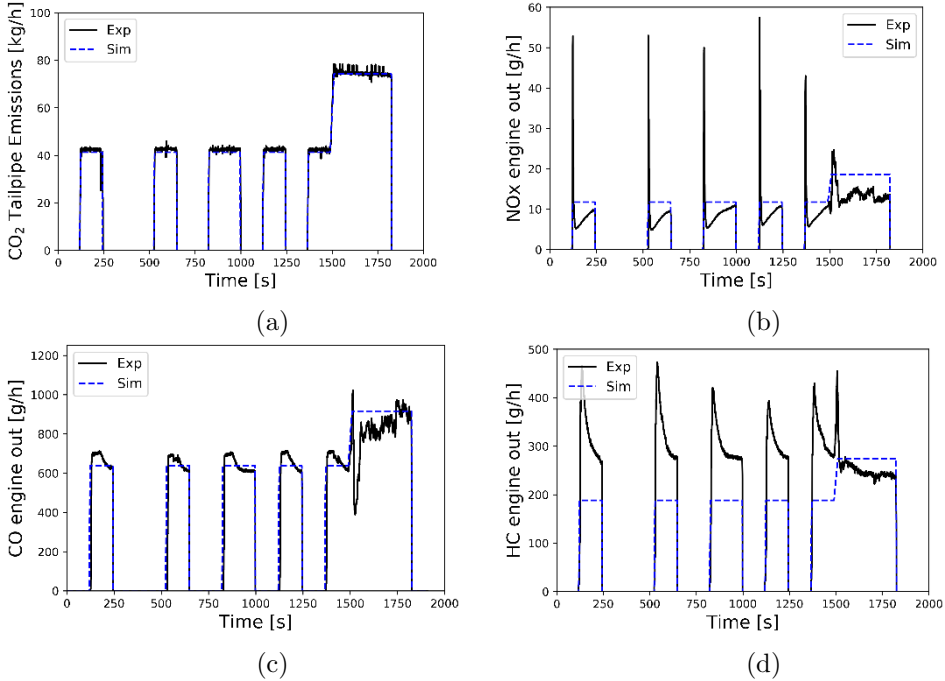 CO₂ Tailpipe Emissions [kg/h]
100
80
60
40
20
0
Exp
Sim
0 250 500 750 1000 1250 1500 1750 2000
Time [s]
(a)
NOx engine out [g/h]
60
50
40
30
20
10
0
Exp
Sim
0 250 500 750 1000 1250 1500 1750 2000
Time [s]
(b)
CO engine out [g/h]
1200
1000
800
600
400
200
0
Exp
Sim
0 250 500 750 1000 1250 1500 1750 2000
Time [s]
(c)
HC engine out [g/h]
500
400
300
200
100
0
Exp
Sim
0 250 500 750 1000 1250 1500 1750 2000
Time [s]
(d)